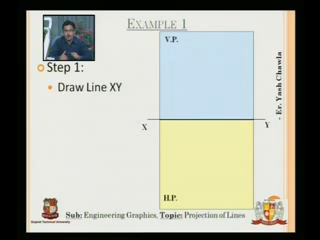 EXAMPLE 1
Step 1:
Draw Line XY
V.P.
X
Y
H.P.
- Er. Yash Chawla
Gujarat Technological University
Sub: Engineering Graphics, Topic: Projection of Lines